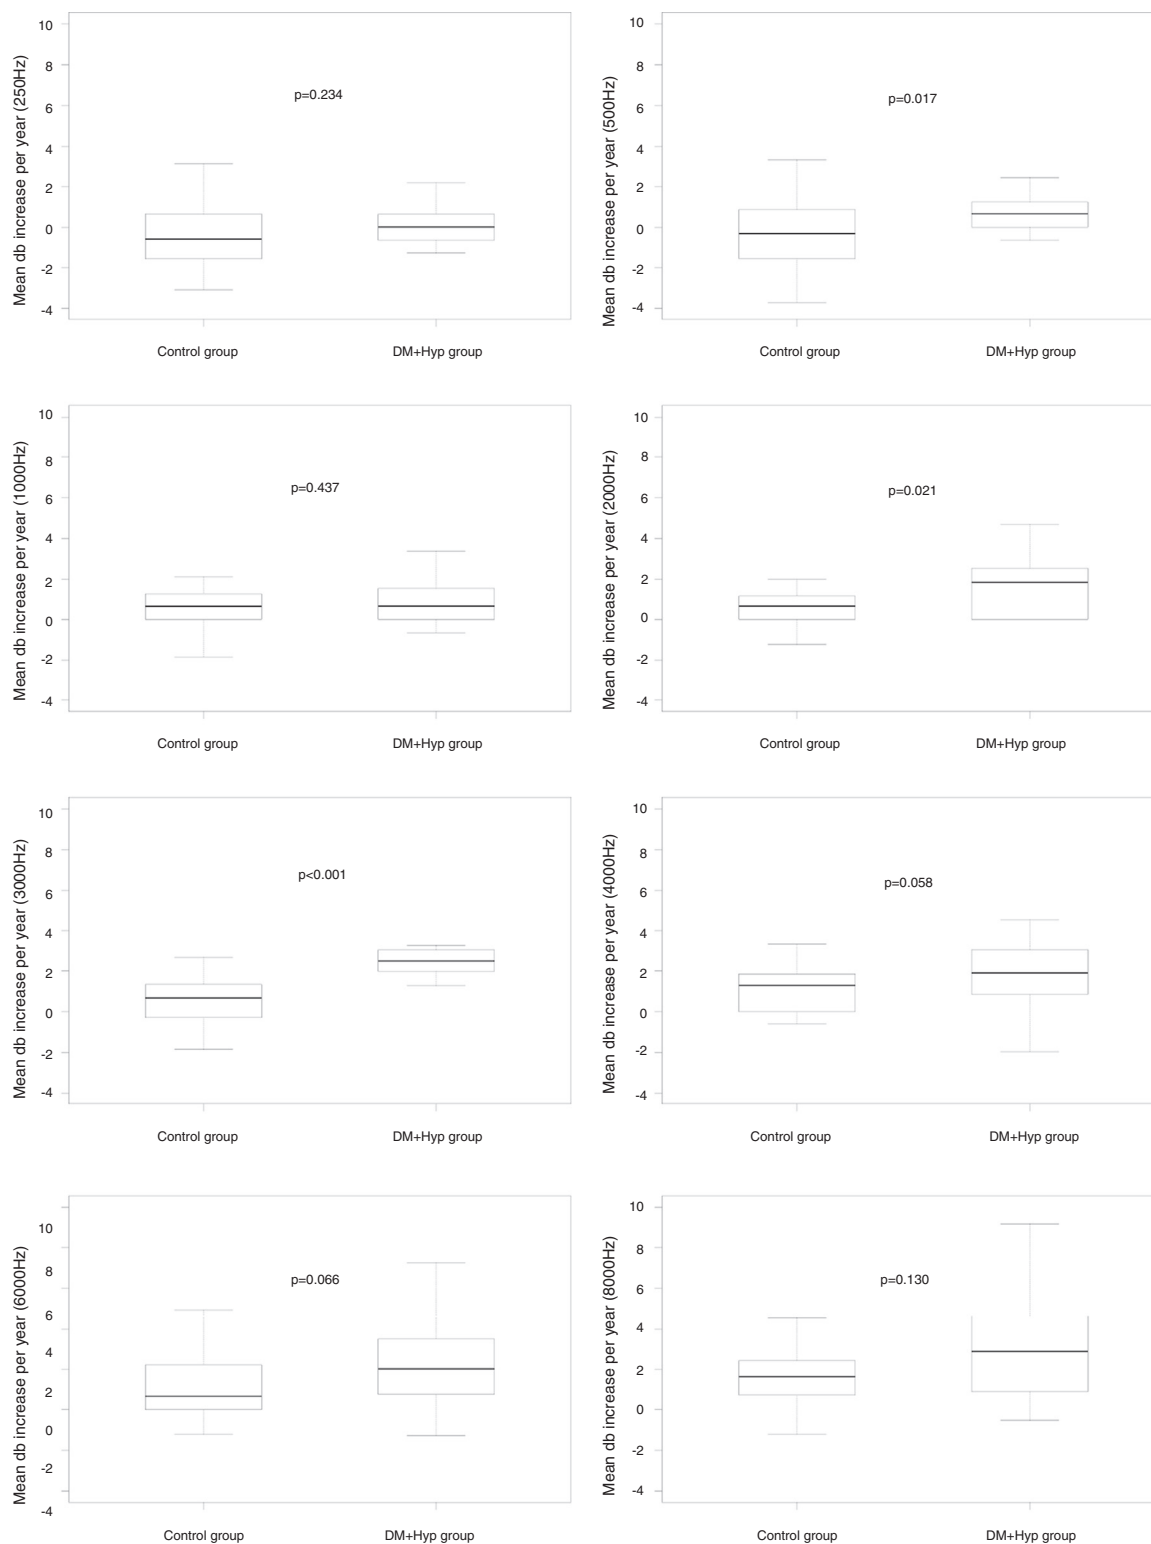 Mean db increase per year (250Hz)
10
8
6
4
2
0
-2
-4
p=0.234
Control group
DM+Hyp group
Mean db increase per year (500Hz)
10
8
6
4
2
0
-2
-4
p=0.017
Control group
DM+Hyp group
Mean db increase per year (1000Hz)
10
8
6
4
2
0
-2
-4
p=0.437
Control group
DM+Hyp group
Mean db increase per year (2000Hz)
10
8
6
4
2
0
-2
-4
p=0.021
Control group
DM+Hyp group
Mean db increase per year (3000Hz)
10
8
6
4
2
0
-2
-4
p<0.001
Control group
DM+Hyp group
Mean db increase per year (4000Hz)
10
8
6
4
2
0
-2
-4
p=0.058
Control group
DM+Hyp group
Mean db increase per year (6000Hz)
10
8
6
4
2
0
-2
-4
p=0.066
Control group
DM+Hyp group
Mean db increase per year (8000Hz)
10
8
6
4
2
0
-2
-4
p=0.130
Control group
DM+Hyp group